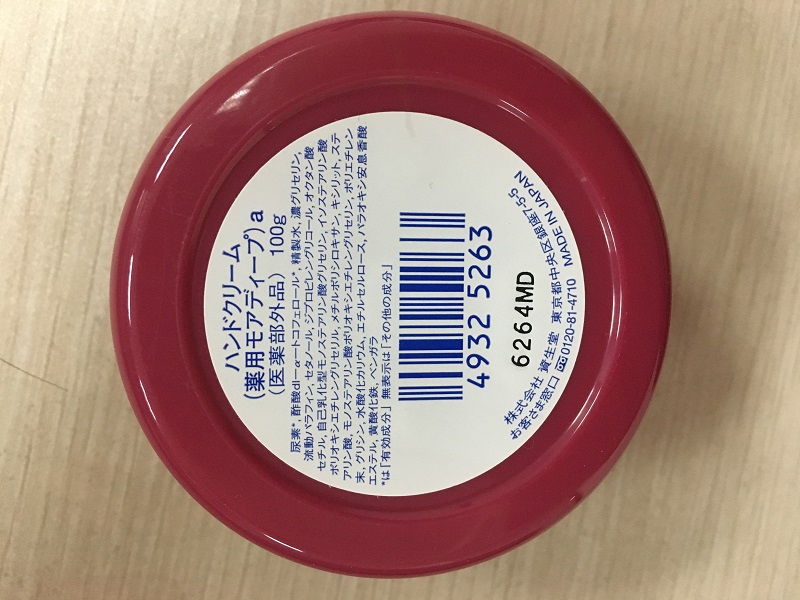 ハンドクリーム
（薬用モアディープ）a
（医薬部外品） 100g
尿素*, 酢酸dl-α-トコフェロール*, 精製水, 濃グリセリン,
流動パラフィン, セタノール, ジプロピレングリコール, オクタン酸
セチル, 自己乳化型モノステアリン酸グリセリン, イソステアリン酸
ポリオキシエチレングリセリル, メチルポリシロキサン, キシリット, ステ
アリン酸, モノステアリン酸ポリオキシエチレングリセリン, ポリエチレン
末, グリシン, 水酸化カリウム, エチルセルロース, パラオキシ安息香酸
エステル, 黄酸化鉄, ベンガラ
*は「有効成分」無表示は「その他の成分」
4932 5263
6264MD
株式会社 資生堂 東京都中央区銀座7-5-5
お客さま窓口 0120-81-4710 MADE IN JAPAN